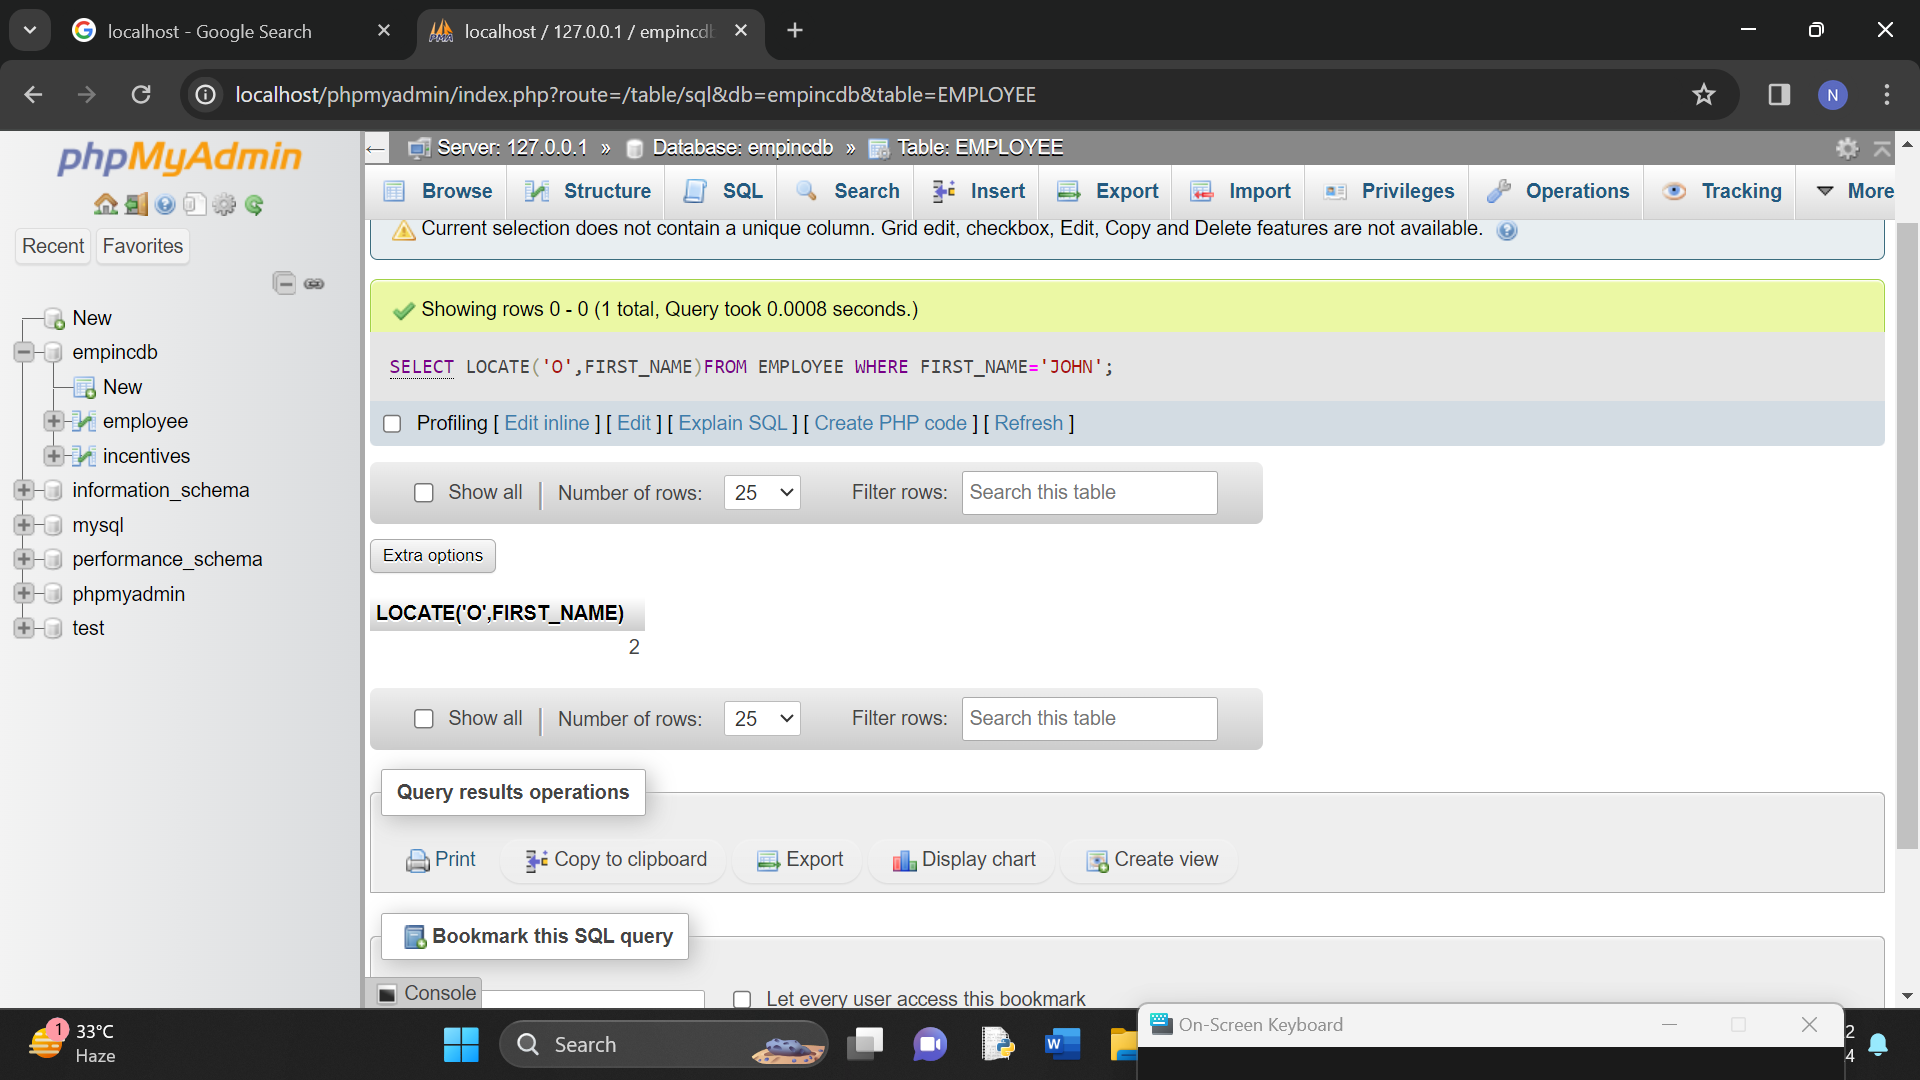 localhost - Google Search
localhost / 127.0.0.1 / empincdb
localhost/phpmyadmin/index.php?route=/table/sql&db=empincdb&table=EMPLOYEE
N
phpMyAdmin
Recent
Favorites
New
empincdb
New
employee
incentives
information_schema
mysql
performance_schema
phpmyadmin
test
Server: 127.0.0.1 » Database: empincdb » Table: EMPLOYEE
Browse
Structure
SQL
Search
Insert
Export
Import
Privileges
Operations
Tracking
More
Current selection does not contain a unique column. Grid edit, checkbox, Edit, Copy and Delete features are not available.
Showing rows 0 - 0 (1 total, Query took 0.0008 seconds.)
SELECT LOCATE('O',FIRST_NAME)FROM EMPLOYEE WHERE FIRST_NAME='JOHN';
Profiling [ Edit inline ] [ Edit ] [ Explain SQL ] [ Create PHP code ] [ Refresh ]
Show all | Number of rows: 25 Filter rows: Search this table
Extra options
LOCATE('O',FIRST_NAME)
2
Show all | Number of rows: 25 Filter rows: Search this table
Query results operations
Print
Copy to clipboard
Export
Display chart
Create view
Bookmark this SQL query
Console
Let every user access this bookmark
On-Screen Keyboard
1
33°C
Haze
Search
W
2
4